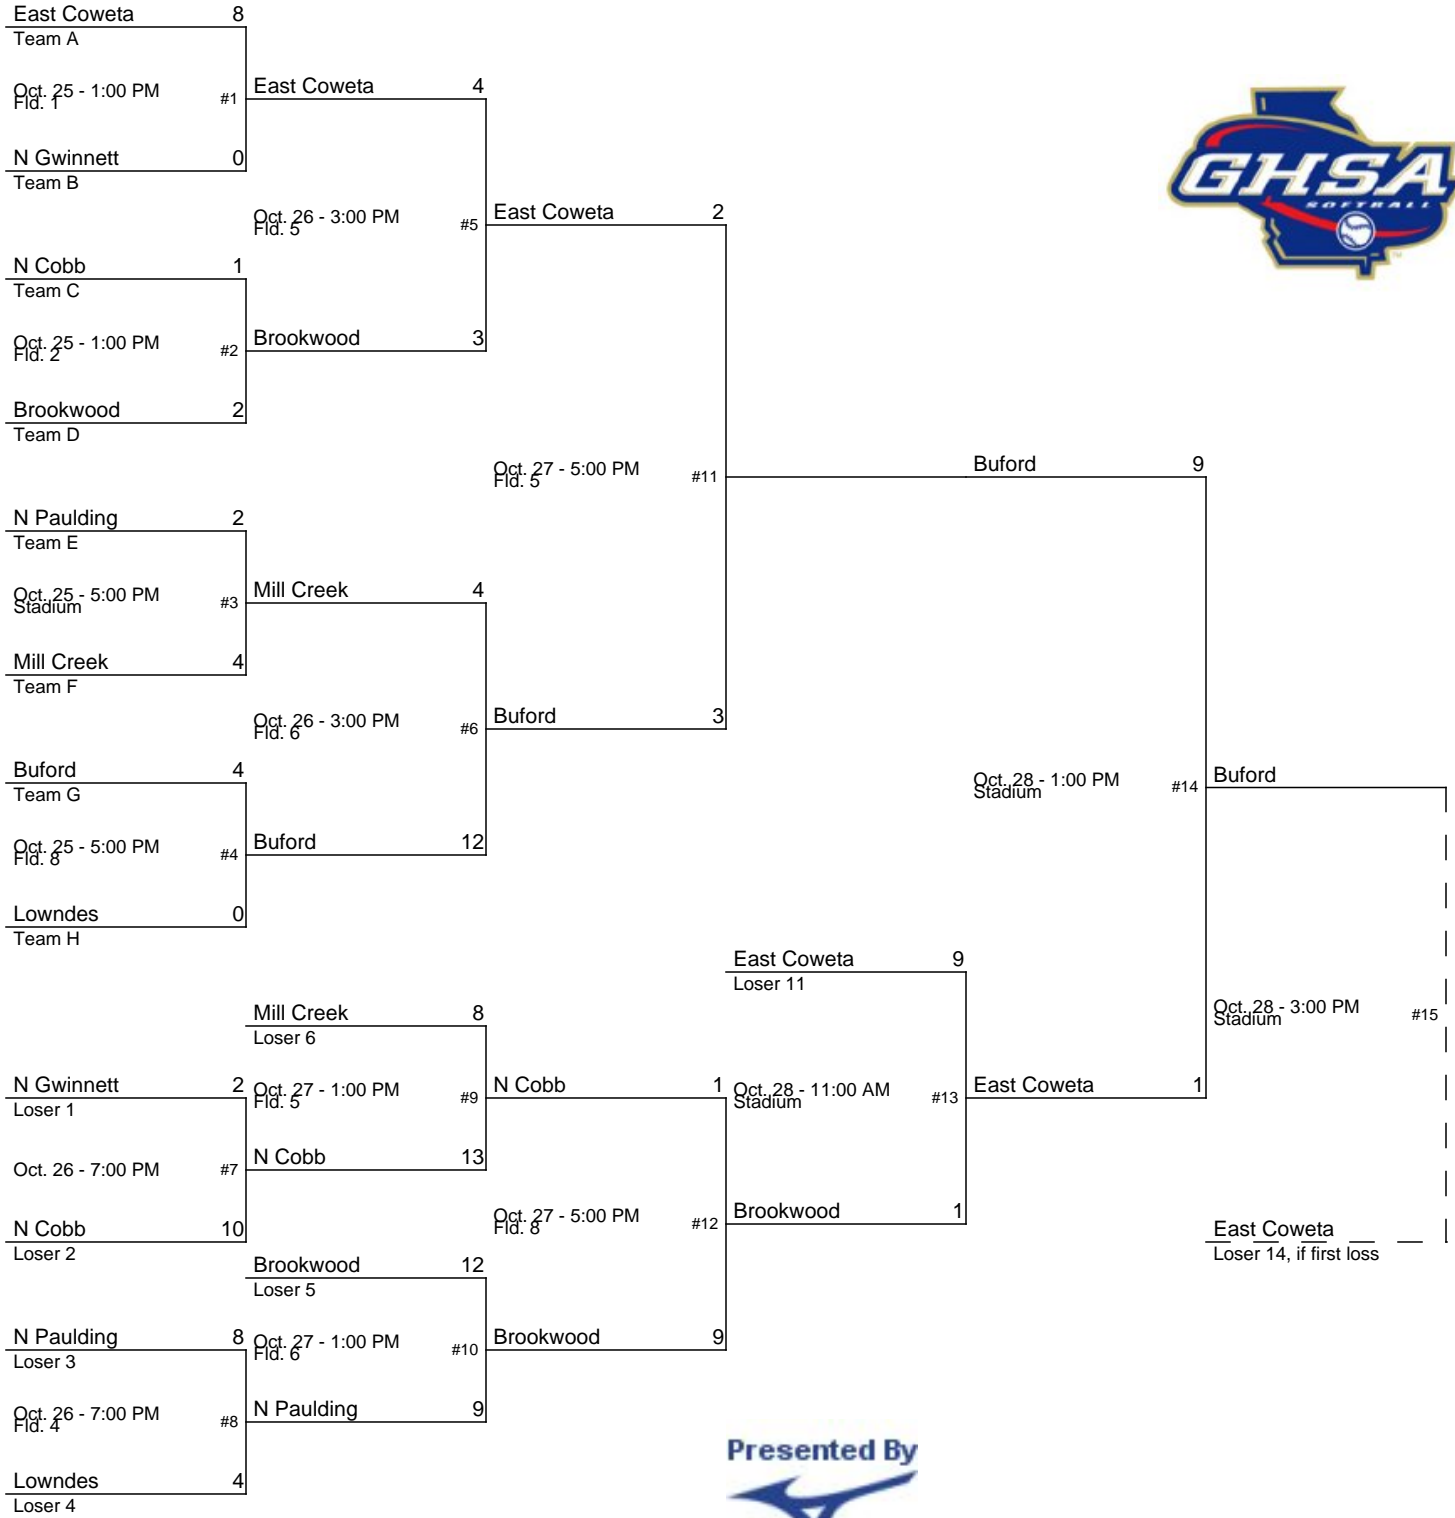 East Coweta 8
Team A
Oct. 25 - 1:00 PM
Fld. 1
#1
East Coweta 4
N Gwinnett 0
Team B
Oct. 26 - 3:00 PM
Fld. 5
#5
East Coweta 2
N Cobb 1
Team C
Oct. 25 - 1:00 PM
Fld. 2
#2
Brookwood 3
Brookwood 2
Team D
Oct. 27 - 5:00 PM
Fld. 5
#11
Buford 9
N Paulding 2
Team E
Oct. 25 - 5:00 PM
Stadium
#3
Mill Creek 4
Mill Creek 4
Team F
Oct. 26 - 3:00 PM
Fld. 6
#6
Buford 3
Buford 4
Team G
Oct. 25 - 5:00 PM
Fld. 8
#4
Buford 12
Lowndes 0
Team H
Oct. 28 - 1:00 PM
Stadium
#14
Buford
East Coweta 9
Loser 11
Mill Creek 8
Loser 6
Oct. 28 - 3:00 PM
Stadium
#15
N Gwinnett 2
Loser 1
Oct. 27 - 1:00 PM
Fld. 5
#9
N Cobb 1
Oct. 28 - 11:00 AM
Stadium
#13
East Coweta 1
Oct. 26 - 7:00 PM
#7
N Cobb 13
N Cobb 10
Loser 2
Oct. 27 - 5:00 PM
Fld. 8
#12
Brookwood 1
East Coweta
Loser 14, if first loss
Brookwood 12
Loser 5
N Paulding 8
Loser 3
Oct. 27 - 1:00 PM
Fld. 6
#10
Brookwood 9
Oct. 26 - 7:00 PM
Fld. 4
#8
N Paulding 9
Lowndes 4
Loser 4
GHSA
SOFTBALL
TM
Presented By